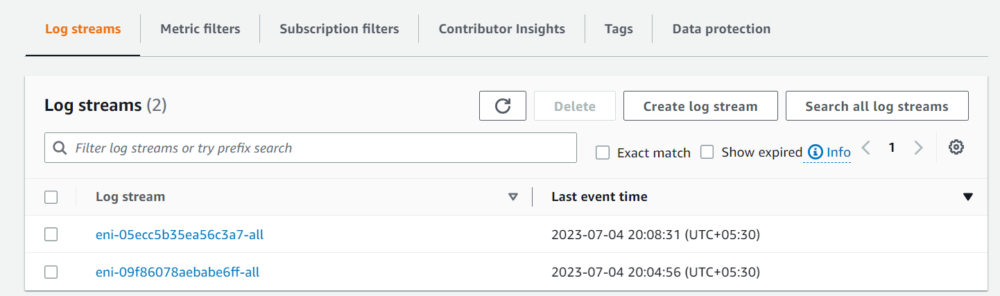 Log streams Metric filters Subscription filters Contributor Insights Tags Data protection
Log streams (2) Delete Create log stream Search all log streams
Filter log streams or try prefix search Exact match Show expired Info 1
Log stream Last event time
eni-05ecc5b35ea56c3a7-all 2023-07-04 20:08:31 (UTC+05:30)
eni-09f86078aebabe6ff-all 2023-07-04 20:04:56 (UTC+05:30)